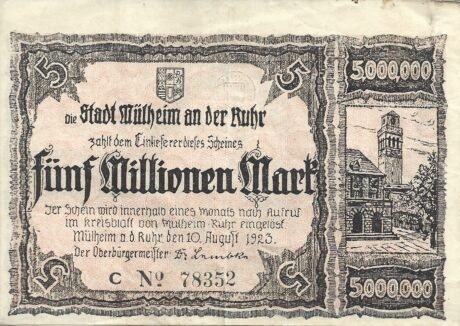 5 5 5.000.000
die Stadt Mülheim an der Ruhr
zahlt dem Einlieferer dieses Scheines
fünf Millionen Mark
Der Schein wird innerhalb eines Monats nach Aufruf
im Kreisblatt von Mülheim-Ruhr eingelöst
Mülheim a.d. Ruhr, den 10. August 1923.
Der Oberbürgermeister
C No 78352
5 5 5.000.000